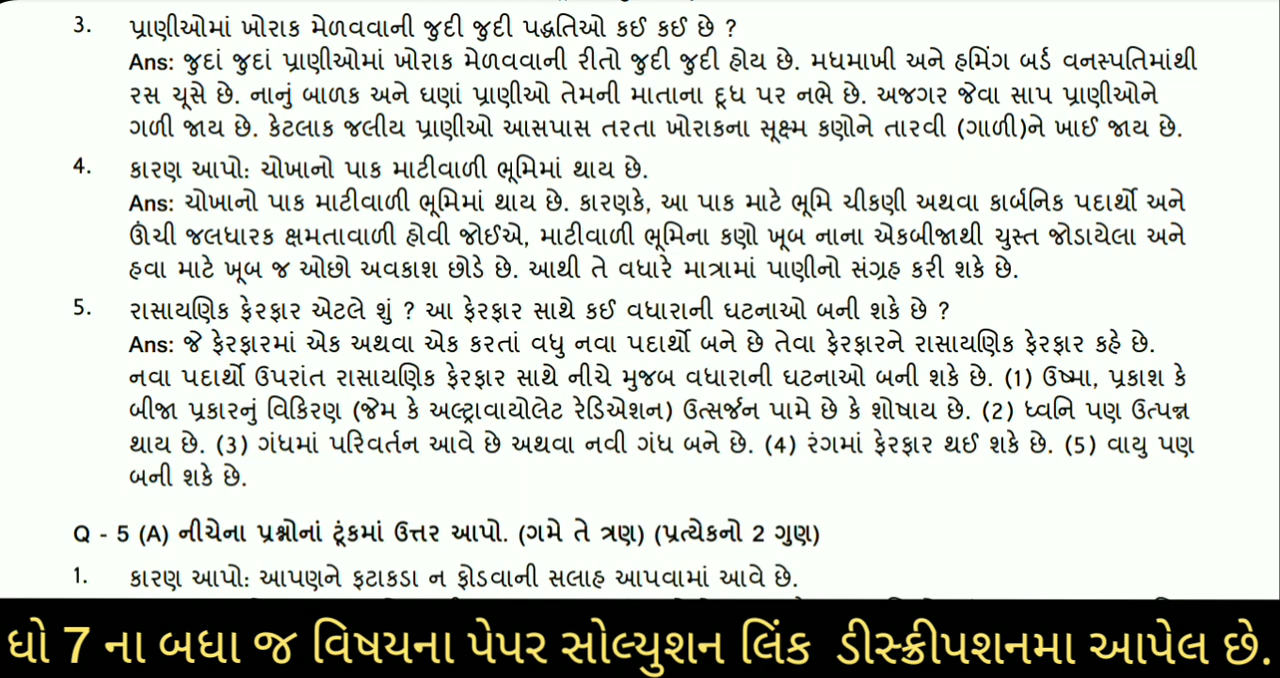 3. પ્રાણીઓમાં ખોરાક મેળવવાની જુદી જુદી પદ્ધતિઓ કઈ કઈ છે ?
Ans: જુદાં જુદાં પ્રાણીઓમાં ખોરાક મેળવવાની રીતો જુદી જુદી હોય છે. મધમાખી અને હમિંગ બર્ડ વનસ્પતિમાંથી
રસ ચૂસે છે. નાનું બાળક અને ઘણાં પ્રાણીઓ તેમની માતાના દૂધ પર નભે છે. અજગર જેવા સાપ પ્રાણીઓને
ગળી જાય છે. કેટલાક જલીય પ્રાણીઓ આસપાસ તરતા ખોરાકના સૂક્ષ્મ કણોને તારવી (ગાળી)ને ખાઈ જાય છે.
4. કારણ આપો: ચોખાનો પાક માટીવાળી ભૂમિમાં થાય છે.
Ans: ચોખાનો પાક માટીવાળી ભૂમિમાં થાય છે. કારણકે, આ પાક માટે ભૂમિ ચીકણી અથવા કાર્બનિક પદાર્થો અને
ઊંચી જલધારક ક્ષમતાવાળી હોવી જોઈએ, માટીવાળી ભૂમિના કણો ખૂબ નાના એકબીજાથી ચુસ્ત જોડાયેલા અને
હવા માટે ખૂબ જ ઓછો અવકાશ છોડે છે. આથી તે વધારે માત્રામાં પાણીનો સંગ્રહ કરી શકે છે.
5. રાસાયણિક ફેરફાર એટલે શું ? આ ફેરફાર સાથે કઈ વધારાની ઘટનાઓ બની શકે છે ?
Ans: જે ફેરફારમાં એક અથવા એક કરતાં વધુ નવા પદાર્થો બને છે તેવા ફેરફારને રાસાયણિક ફેરફાર કહે છે.
નવા પદાર્થો ઉપરાંત રાસાયણિક ફેરફાર સાથે નીચે મુજબ વધારાની ઘટનાઓ બની શકે છે. (1) ઉષ્મા, પ્રકાશ કે
બીજા પ્રકારનું વિકિરણ (જેમ કે અલ્ટ્રાવાયોલેટ રેડિએશન) ઉત્સર્જન પામે છે કે શોષાય છે. (2) ધ્વનિ પણ ઉત્પન્ન
થાય છે. (3) ગંધમાં પરિવર્તન આવે છે અથવા નવી ગંધ બને છે. (4) રંગમાં ફેરફાર થઈ શકે છે. (5) વાયુ પણ
બની શકે છે.
Q - 5 (A) નીચેના પ્રશ્નોનાં ટૂંકમાં ઉત્તર આપો. (ગમે તે ત્રણ) (પ્રત્યેકનો 2 ગુણ)
1. કારણ આપો: આપણને ફટાકડા ન ફોડવાની સલાહ આપવામાં આવે છે.
ધો 7 ના બધા જ વિષયના પેપર સોલ્યુશન લિંક ડીસ્ક્રીપશનમા આપેલ છે.